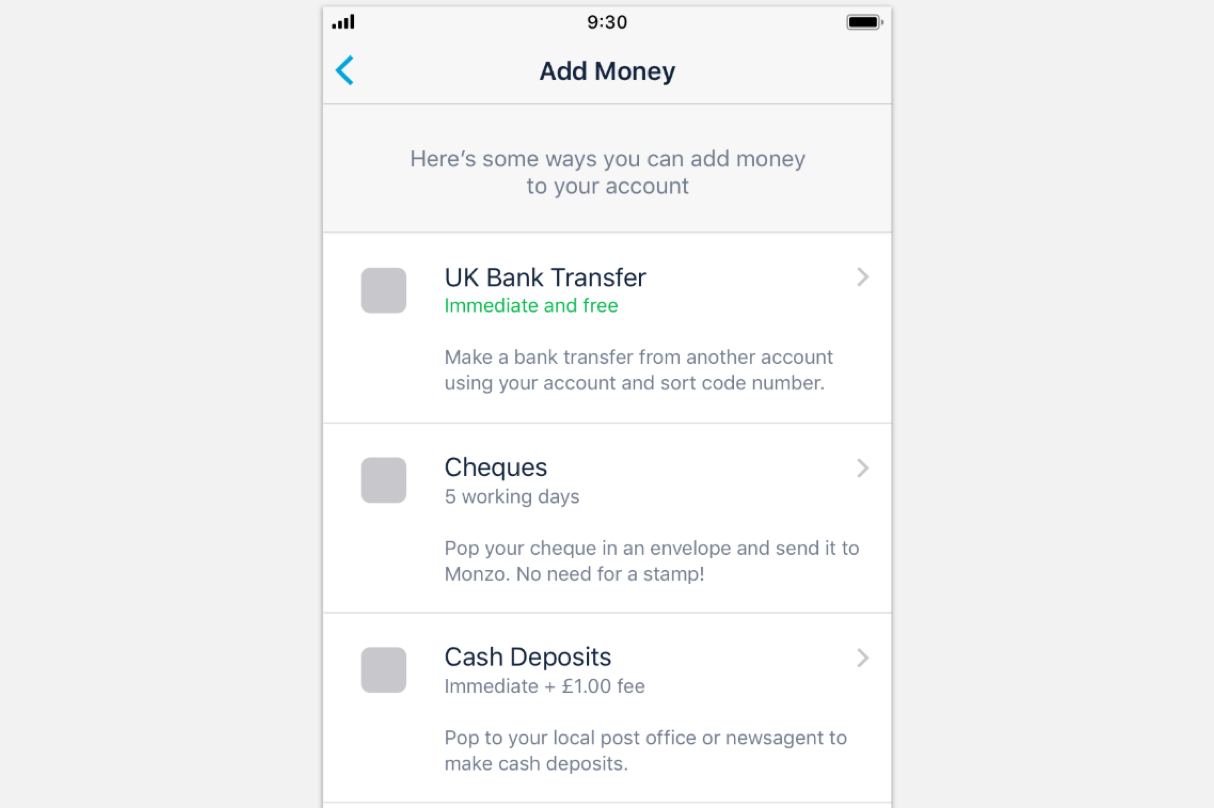 9:30
Add Money
Here’s some ways you can add money
to your account
UK Bank Transfer
Immediate and free
Make a bank transfer from another account
using your account and sort code number.
Cheques
5 working days
Pop your cheque in an envelope and send it to
Monzo. No need for a stamp!
Cash Deposits
Immediate + £1.00 fee
Pop to your local post office or newsagent to
make cash deposits.